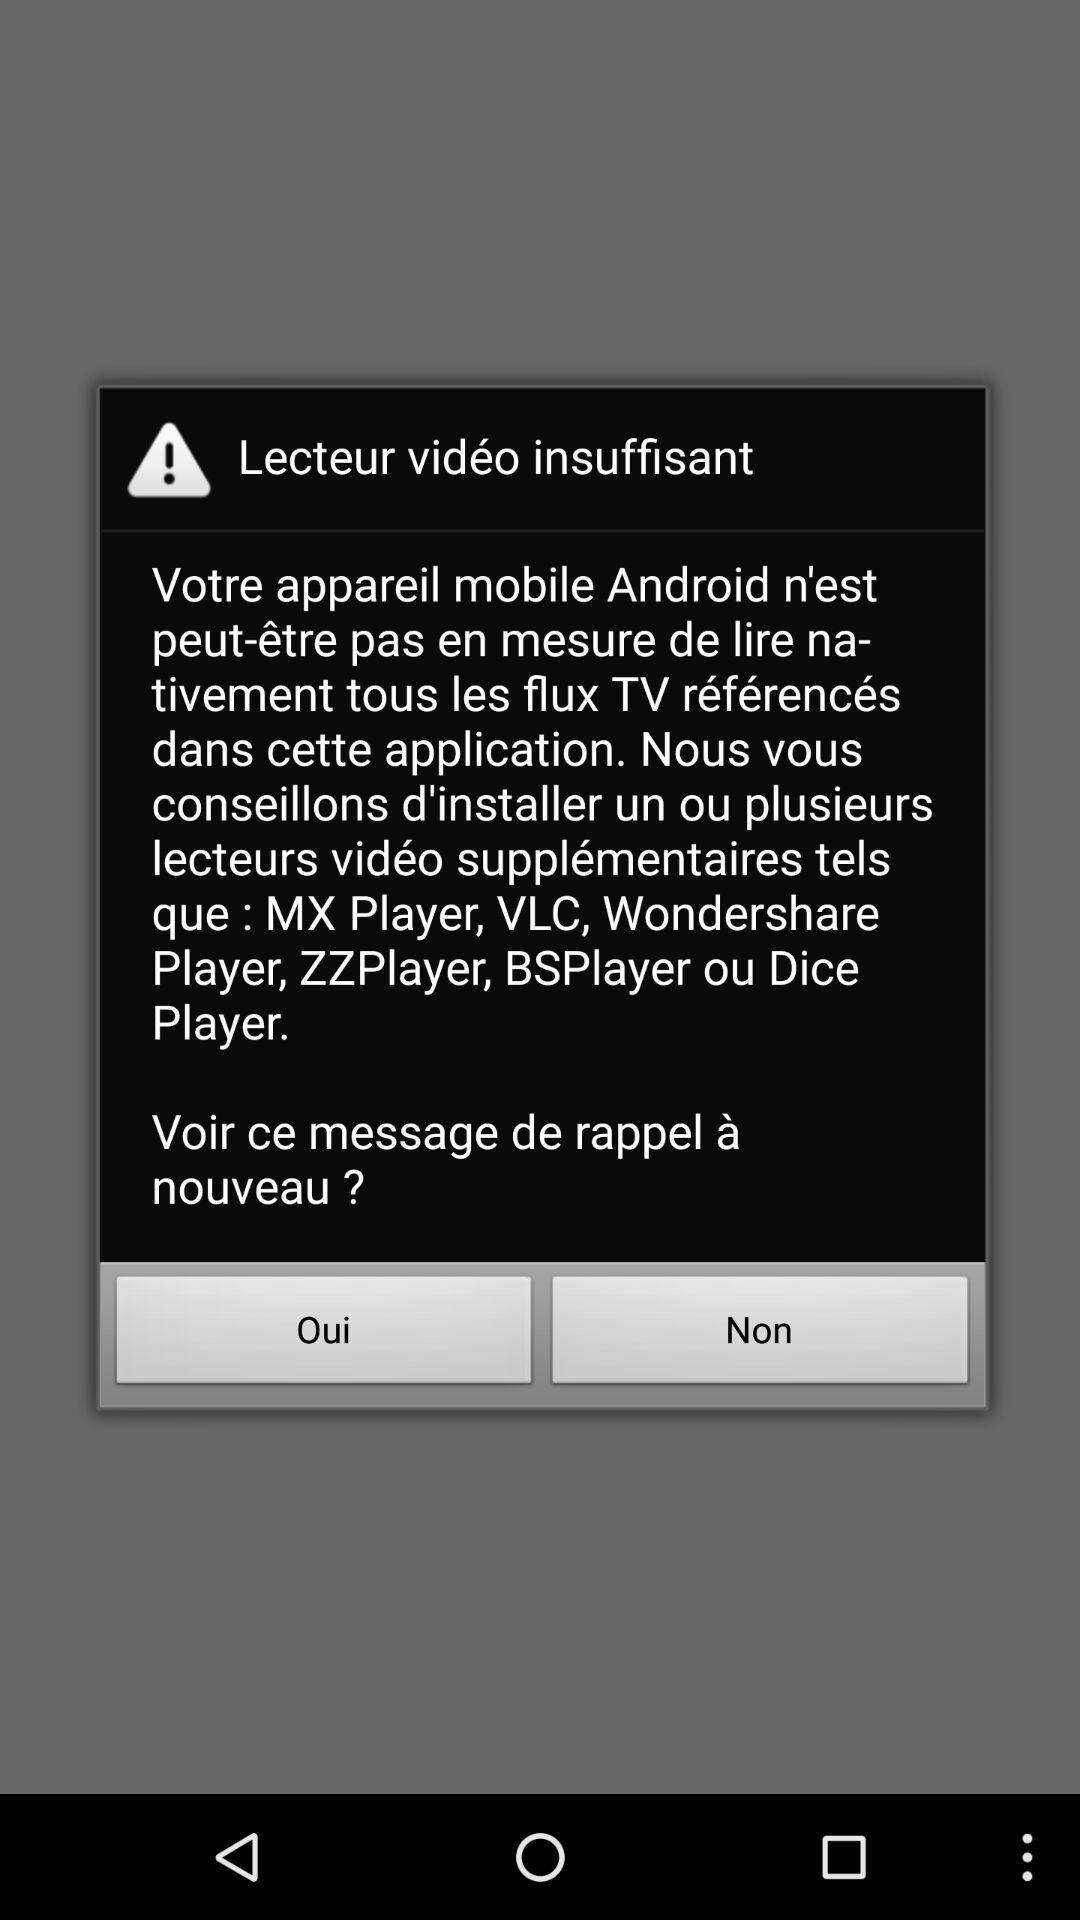 Lecteur vidéo insuffisant
Votre appareil mobile Android n'est
peut-être pas en mesure de lire na-
tivement tous les flux TV référencés
dans cette application. Nous vous
conseillons d'installer un ou plusieurs
lecteurs vidéo supplémentaires tels
que : MX Player, VLC, Wondershare
Player, ZZPlayer, BSPlayer ou Dice
Player.
Voir ce message de rappel à
nouveau ?
Oui
Non